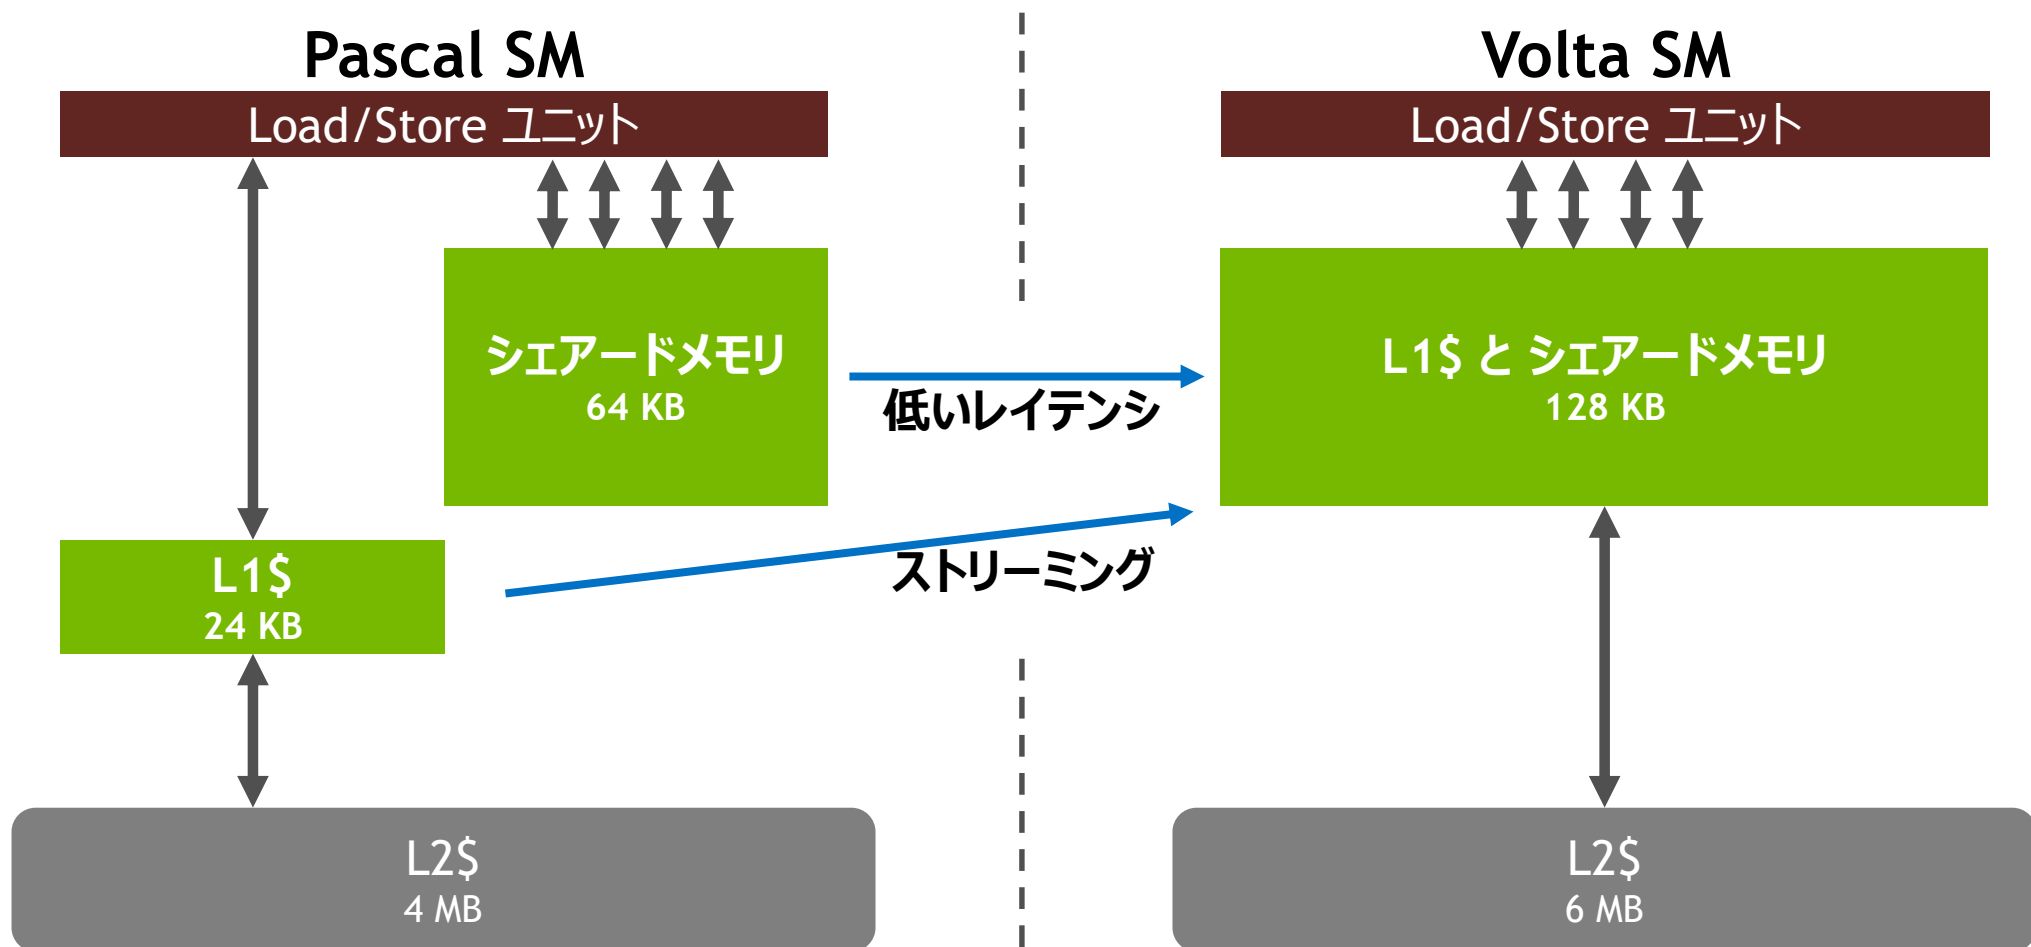 Pascal SM
Load/Store ユニット
シェアードメモリ
64 KB
L1$
24 KB
L2$
4 MB
低いレイテンシ
ストリーミング
Volta SM
Load/Store ユニット
L1$ と シェアードメモリ
128 KB
L2$
6 MB